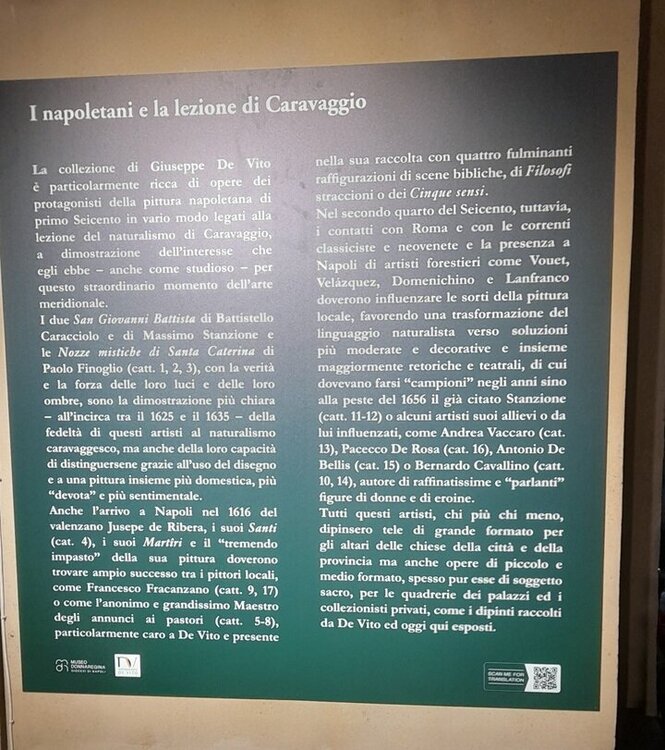 I napoletani e la lezione di Caravaggio
La collezione di Giuseppe De Vito
è particolarmente ricca di opere dei
protagonisti della pittura napoletana di
primo Seicento in vario modo legati alla
lezione del naturalismo di Caravaggio,
a dimostrazione dell'interesse che
egli ebbe – anche come studioso – per
questo straordinario momento dell'arte
meridionale.
I due San Giovanni Battista di Battistello
Caracciolo e di Massimo Stanzione e
le Nozze mistiche di Santa Caterina di
Paolo Finoglio (catt. 1, 2, 3), con la verità
e la forza delle loro luci e delle loro
ombre, sono la dimostrazione più chiara
– all'incirca tra il 1625 e il 1635 – della
fedeltà di questi artisti al naturalismo
caravaggesco, ma anche della loro capacità
di distinguersene grazie all'uso del disegno
e a una pittura insieme più domestica, più
"devota" e più sentimentale.
Anche l'arrivo a Napoli nel 1616 del
valenzano Jusepe de Ribera, i suoi Santi
(cat. 4), i suoi Martiri e il "tremendo
impasto" della sua pittura doverono
trovare ampio successo tra i pittori locali,
come Francesco Fracanzano (catt. 9, 17)
o come l'anonimo e grandissimo Maestro
degli annunci ai pastori (catt. 5-8),
particolarmente caro a De Vito e presente
nella sua raccolta con quattro fulminanti
raffigurazioni di scene bibliche, di Filosofi
straccioni o dei Cinque sensi.
Nel secondo quarto del Seicento, tuttavia,
i contatti con Roma e con le correnti
classiciste e neovenete e la presenza a
Napoli di artisti forestieri come Vouet,
Velázquez, Domenichino e Lanfranco
doverono influenzare le sorti della pittura
locale, favorendo una trasformazione del
linguaggio naturalista verso soluzioni
più moderate e decorative e insieme
maggiormente retoriche e teatrali, di cui
dovevano farsi "campioni" negli anni sino
alla peste del 1656 il già citato Stanzione
(catt. 11-12) o alcuni artisti suoi allievi o da
lui influenzati, come Andrea Vaccaro (cat.
13), Pacecco De Rosa (cat. 16), Antonio De
Bellis (cat. 15) o Bernardo Cavallino (catt.
10, 14), autore di raffinatissime e "parlanti"
figure di donne e di eroine.
Tutti questi artisti, chi più chi meno,
dipinsero tele di grande formato per
gli altari delle chiese della città e della
provincia ma anche opere di piccolo e
medio formato, spesso pur esse di soggetto
sacro, per le quadrerie dei palazzi ed i
collezionisti privati, come i dipinti raccolti
da De Vito ed oggi qui esposti.
MUSEO
DONNAREGINA
DIOCESI DI NAPOLI
DV
DE VITO
SCAN ME FOR
TRANSLATION